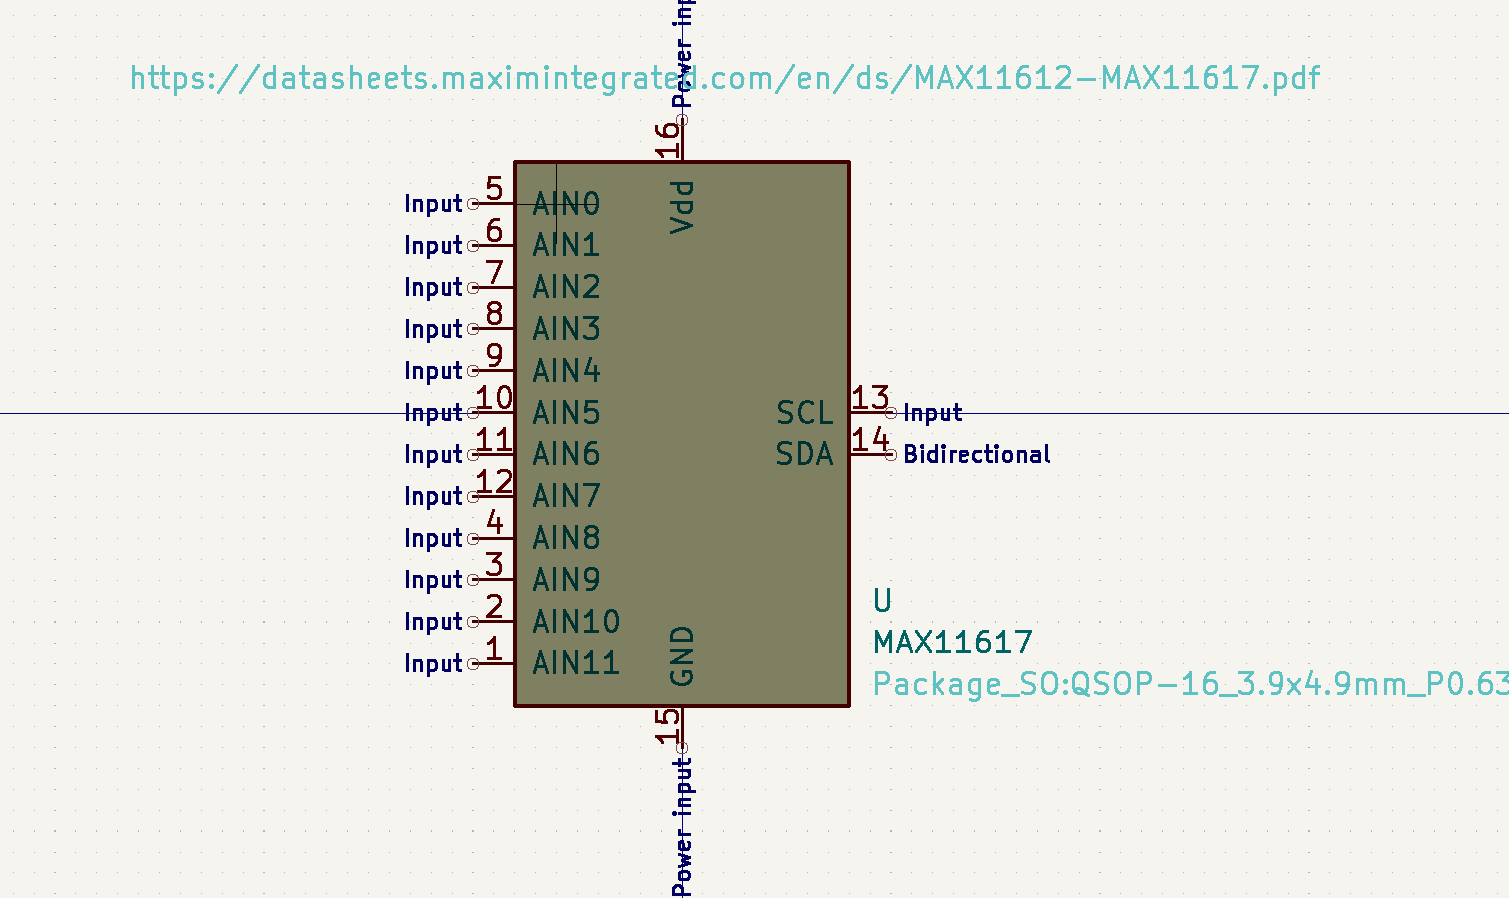 Power inp
https://datasheets.maximintegrated.com/en/ds/MAX11612-MAX11617.pdf
16
Vdd
Input 5 AIN0
Input 6 AIN1
Input 7 AIN2
Input 8 AIN3
Input 9 AIN4
Input 10 AIN5 SCL 13 Input
Input 11 AIN6 SDA 14 Bidirectional
Input 12 AIN7
Input 4 AIN8
Input 3 AIN9
Input 2 AIN10
Input 1 AIN11
GND
15
Power input
U
MAX11617
Package_SO:QSOP-16_3.9x4.9mm_P0.63